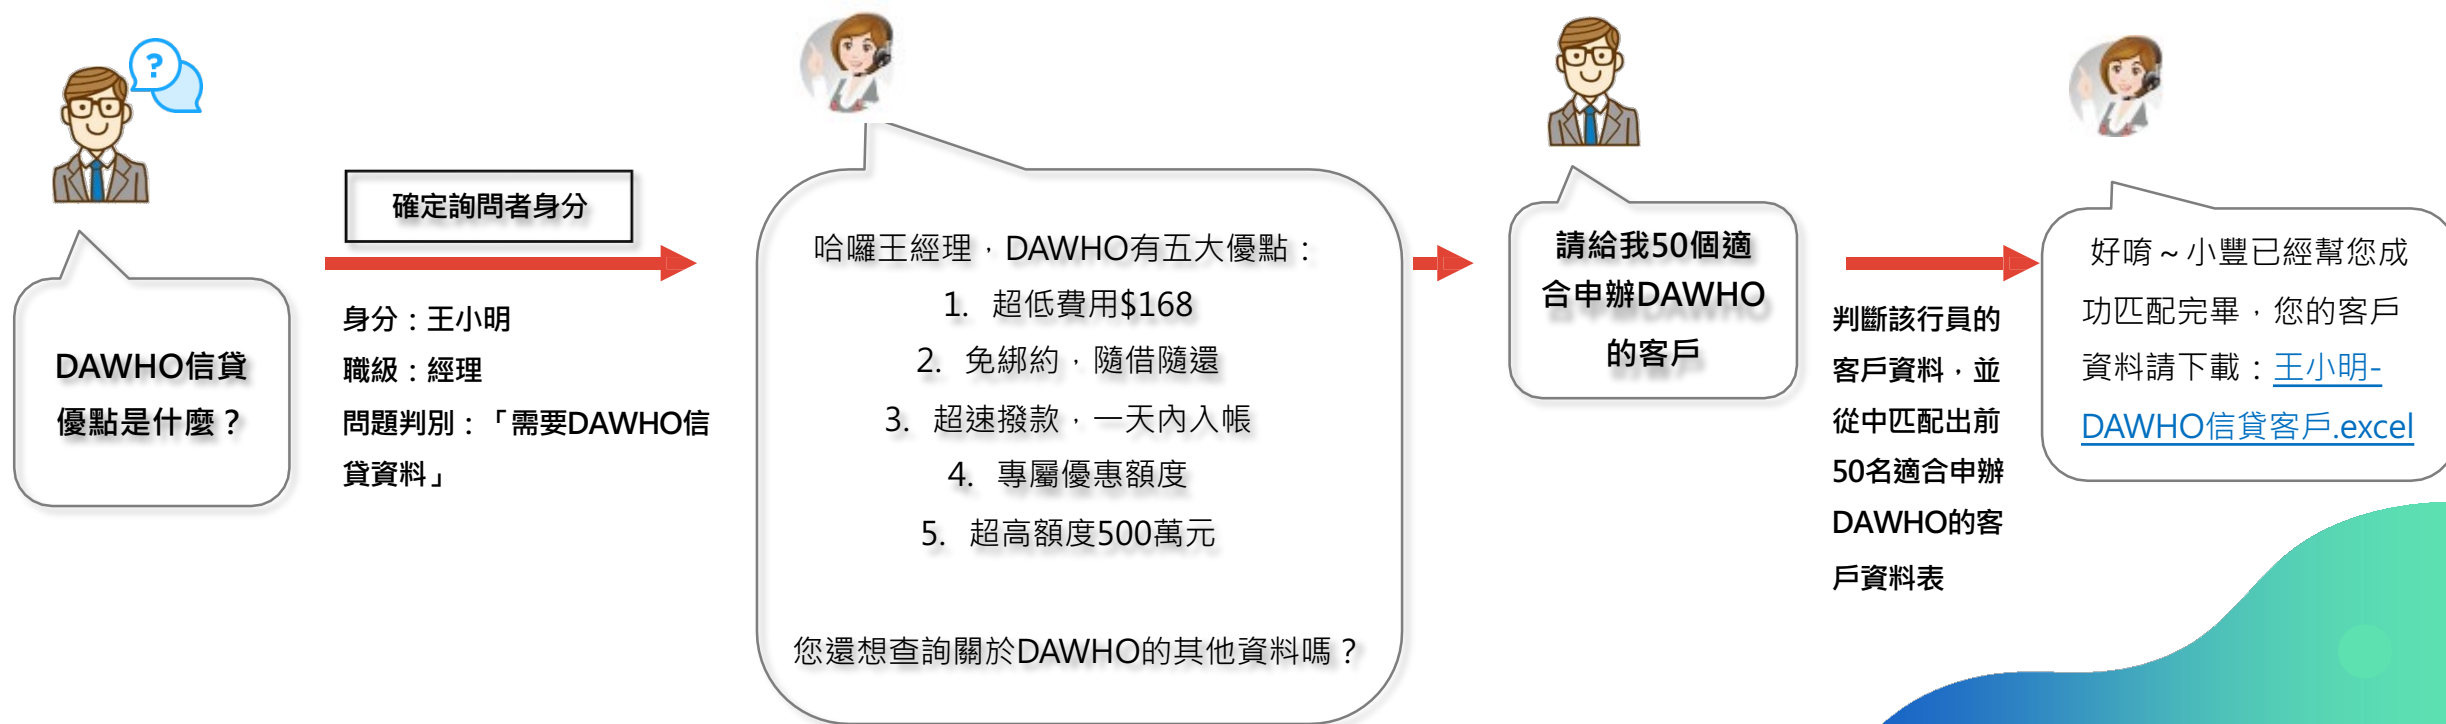 ?
DAWHO信貸
優點是什麼？
確定詢問者身分
身分：王小明
職級：經理
問題判別：「需要DAWHO信
貸資料」
哈囉王經理，DAWHO有五大優點：
1. 超低費用$168
2. 免綁約，隨借隨還
3. 超速撥款，一天內入帳
4. 專屬優惠額度
5. 超高額度500萬元
您還想查詢關於DAWHO的其他資料嗎？
請給我50個適
合申辦DAWHO
的客戶
判斷該行員的
客戶資料，並
從中匹配出前
50名適合申辦
DAWHO的客
戶資料表
好唷～小豐已經幫您成
功匹配完畢，您的客戶
資料請下載：王小明-
DAWHO信貸客戶.excel